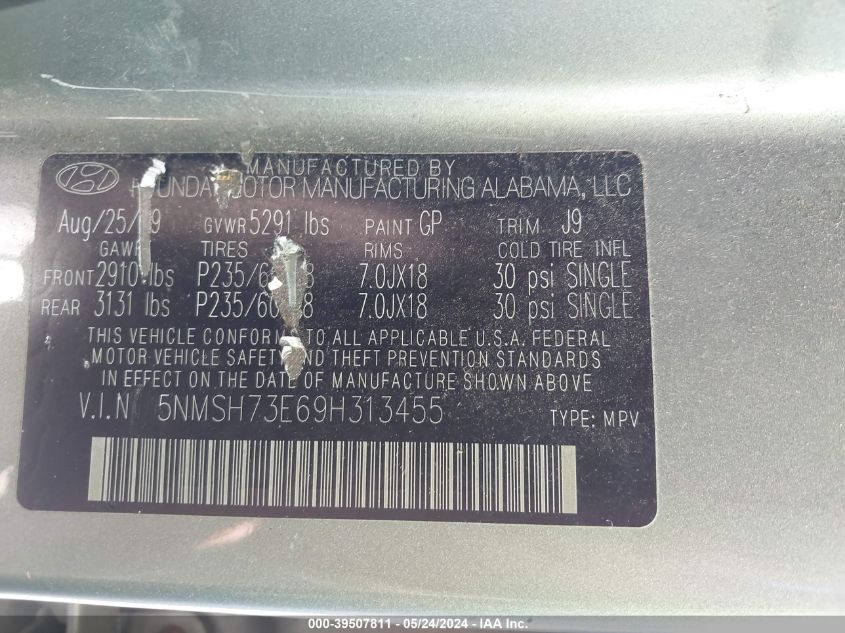 MANUFACTURED BY
MOTOR MANUFACTURING ALABAMA, LLC
GVWR 5291 lbs PAINT GP TRIM J9
GAWR TIRES RIMS COLD TIRE INFL
FRONT 2910 lbs 7.0JX18 30 psi SINGLE
REAR 3131 lbs 7.0JX18 30 psi SINGLE
THIS VEHICLE CONFORMS TO ALL APPLICABLE U.S.A. FEDERAL
MOTOR VEHICLE SAFETY AND THEFT PREVENTION STANDARDS
IN EFFECT ON THE DATE OF MANUFACTURE SHOWN ABOVE
V.I.N 5NMSH73E69H313455 TYPE: MPV
000-39507811 - 05/24/2024 - IAA Inc.